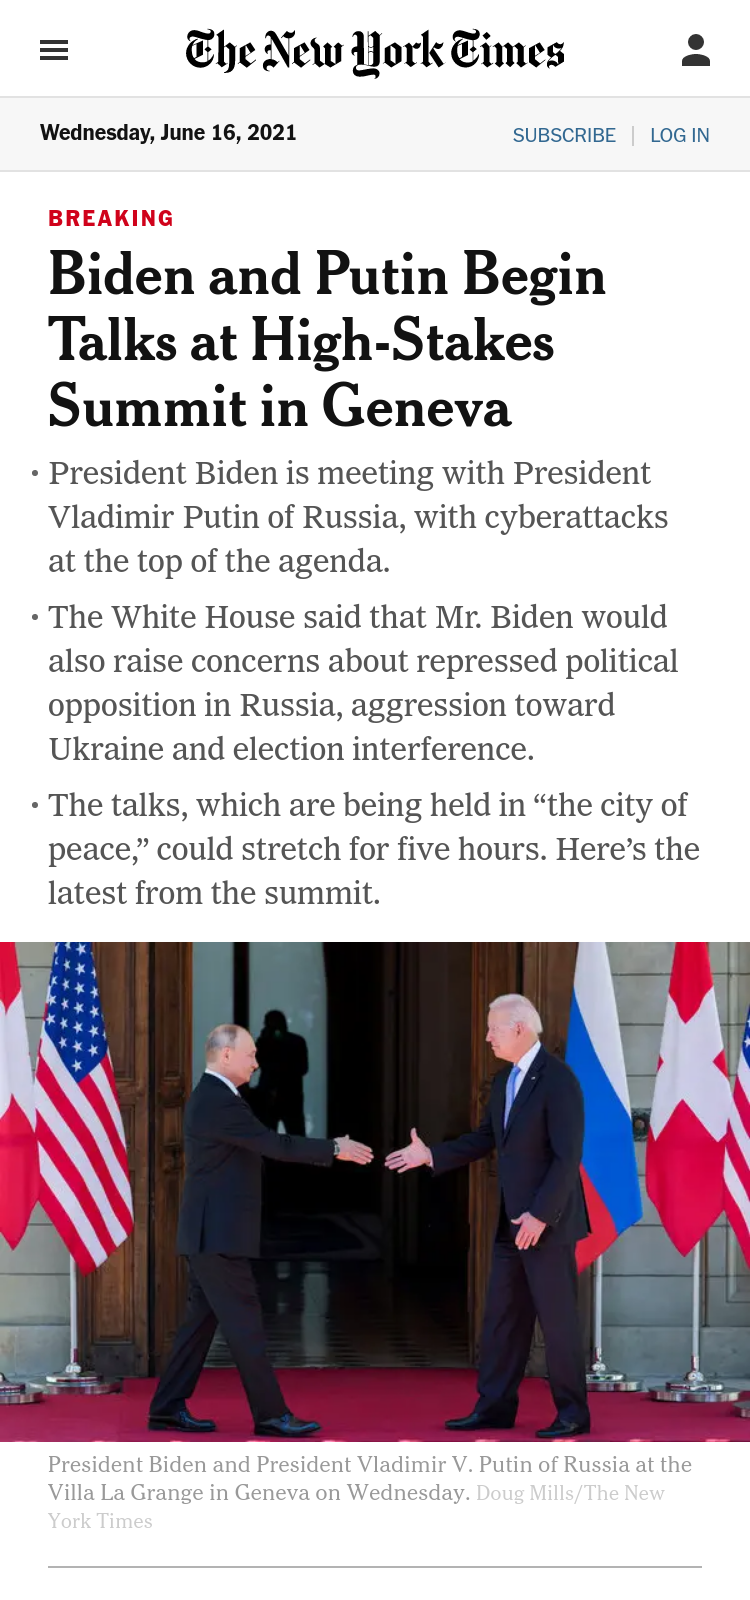 The New York Times
Wednesday, June 16, 2021
SUBSCRIBE | LOG IN
BREAKING
Biden and Putin Begin
Talks at High-Stakes
Summit in Geneva
• President Biden is meeting with President
Vladimir Putin of Russia, with cyberattacks
at the top of the agenda.
• The White House said that Mr. Biden would
also raise concerns about repressed political
opposition in Russia, aggression toward
Ukraine and election interference.
• The talks, which are being held in “the city of
peace,” could stretch for five hours. Here’s the
latest from the summit.
President Biden and President Vladimir V. Putin of Russia at the
Villa La Grange in Geneva on Wednesday. Doug Mills/The New
York Times